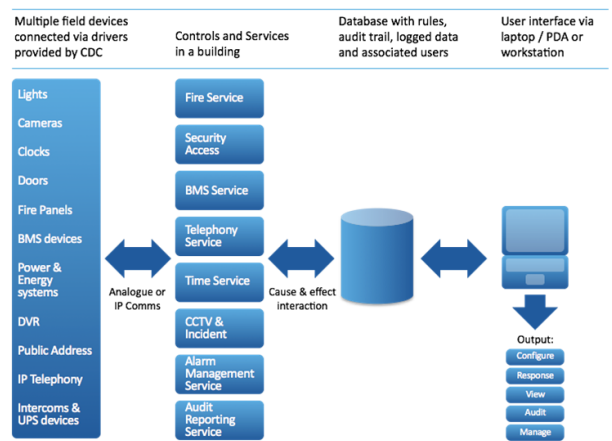 Multiple field devices
connected via drivers
provided by CDC
Controls and Services
in a building
Database with rules,
audit trail, logged data
and associated users
User interface via
laptop / PDA or
workstation
Lights
Cameras
Clocks
Doors
Fire Panels
BMS devices
Power &
Energy
systems
DVR
Public Address
IP Telephony
Intercoms &
UPS devices
Analogue or
IP Comms
Fire Service
Security
Access
BMS Service
Telephony
Service
Time Service
CCTV &
Incident
Alarm
Management
Service
Audit
Reporting
Service
Cause & effect
interaction
Output:
Configure
Response
View
Audit
Manage